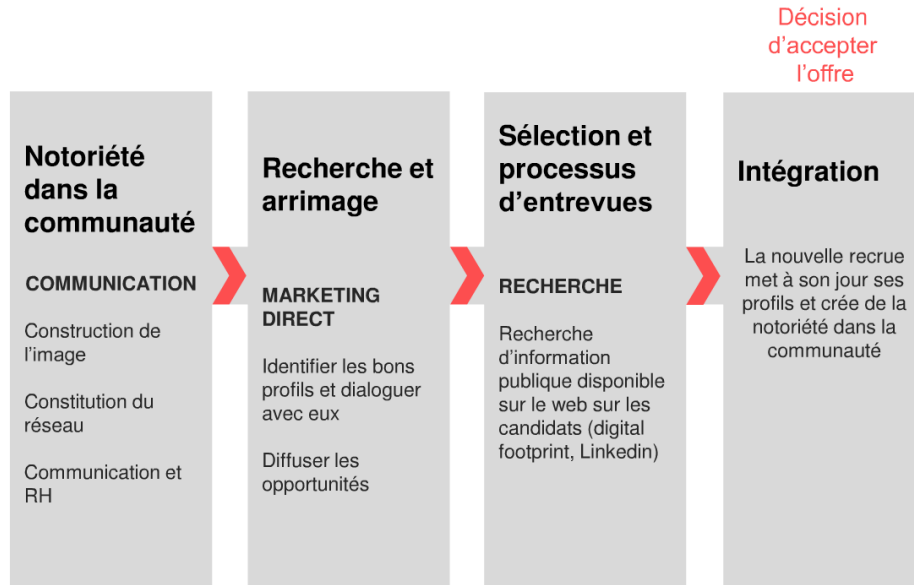 Décision
d'accepter
l'offre
Notoriété
dans la
communauté
COMMUNICATION
Construction de
l'image
Constitution du
réseau
Communication et
RH
Recherche et
arrimage
MARKETING
DIRECT
Identifier les bons
profils et dialoguer
avec eux
Diffuser les
opportunités
Sélection et
processus
d'entrevues
RECHERCHE
Recherche
d'information
publique disponible
sur le web sur les
candidats (digital
footprint, Linkedin)
Intégration
La nouvelle recrue
met à son jour ses
profils et crée de la
notoriété dans la
communauté